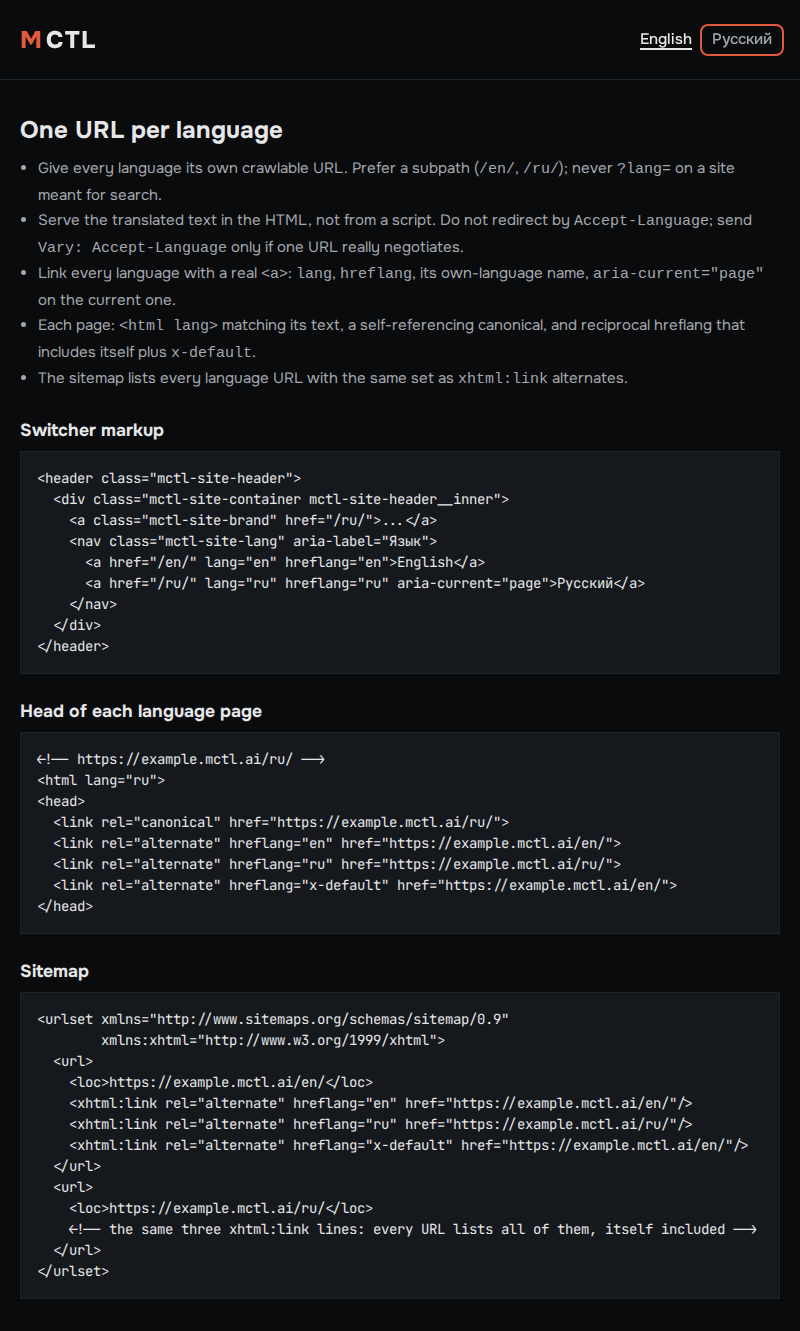 MCTL
English Русский
One URL per language
• Give every language its own crawlable URL. Prefer a subpath (/en/, /ru/); never ?lang= on a site
meant for search.
• Serve the translated text in the HTML, not from a script. Do not redirect by Accept-Language; send
Vary: Accept-Language only if one URL really negotiates.
• Link every language with a real <a>: lang, hreflang, its own-language name, aria-current="page"
on the current one.
• Each page: <html lang> matching its text, a self-referencing canonical, and reciprocal hreflang that
includes itself plus x-default.
• The sitemap lists every language URL with the same set as xhtml:link alternates.
Switcher markup
<header class="mctl-site-header">
  <div class="mctl-site-container mctl-site-header__inner">
    <a class="mctl-site-brand" href="/ru/">...</a>
    <nav class="mctl-site-lang" aria-label="Язык">
      <a href="/en/" lang="en" hreflang="en">English</a>
      <a href="/ru/" lang="ru" hreflang="ru" aria-current="page">Русский</a>
    </nav>
  </div>
</header>
Head of each language page
<!-- https://example.mctl.ai/ru/ -->
<html lang="ru">
<head>
  <link rel="canonical" href="https://example.mctl.ai/ru/">
  <link rel="alternate" hreflang="en" href="https://example.mctl.ai/en/">
  <link rel="alternate" hreflang="ru" href="https://example.mctl.ai/ru/">
  <link rel="alternate" hreflang="x-default" href="https://example.mctl.ai/en/">
</head>
Sitemap
<urlset xmlns="http://www.sitemaps.org/schemas/sitemap/0.9"
        xmlns:xhtml="http://www.w3.org/1999/xhtml">
  <url>
    <loc>https://example.mctl.ai/en/</loc>
    <xhtml:link rel="alternate" hreflang="en" href="https://example.mctl.ai/en/"/>
    <xhtml:link rel="alternate" hreflang="ru" href="https://example.mctl.ai/ru/"/>
    <xhtml:link rel="alternate" hreflang="x-default" href="https://example.mctl.ai/en/"/>
  </url>
  <url>
    <loc>https://example.mctl.ai/ru/</loc>
    <!-- the same three xhtml:link lines: every URL lists all of them, itself included -->
  </url>
</urlset>